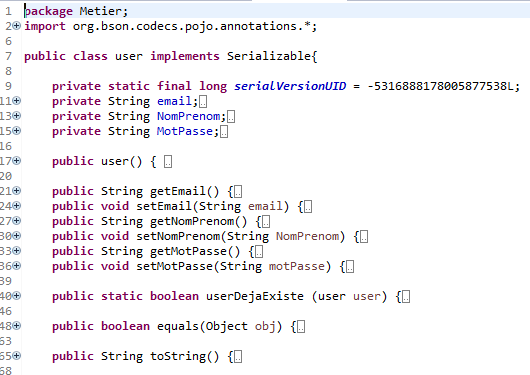 1 package Metier;
2 import org.bson.codecs.pojo.annotations.*;
6
7 public class user implements Serializable{
8
9 private static final long serialVersionUID = -5316888178005877538L;
11 private String email;
13 private String NomPrenom;
15 private String MotPasse;
16
17 public user() {
20
21 public String getEmail() {
24 public void setEmail(String email) {
27 public String getNomPrenom() {
30 public void setNomPrenom(String NomPrenom) {
33 public String getMotPasse() {
36 public void setMotPasse(String motPasse) {
39
40 public static boolean userDejaExiste (user user) {
46
48 public boolean equals(Object obj) {
63
65 public String toString() {
68